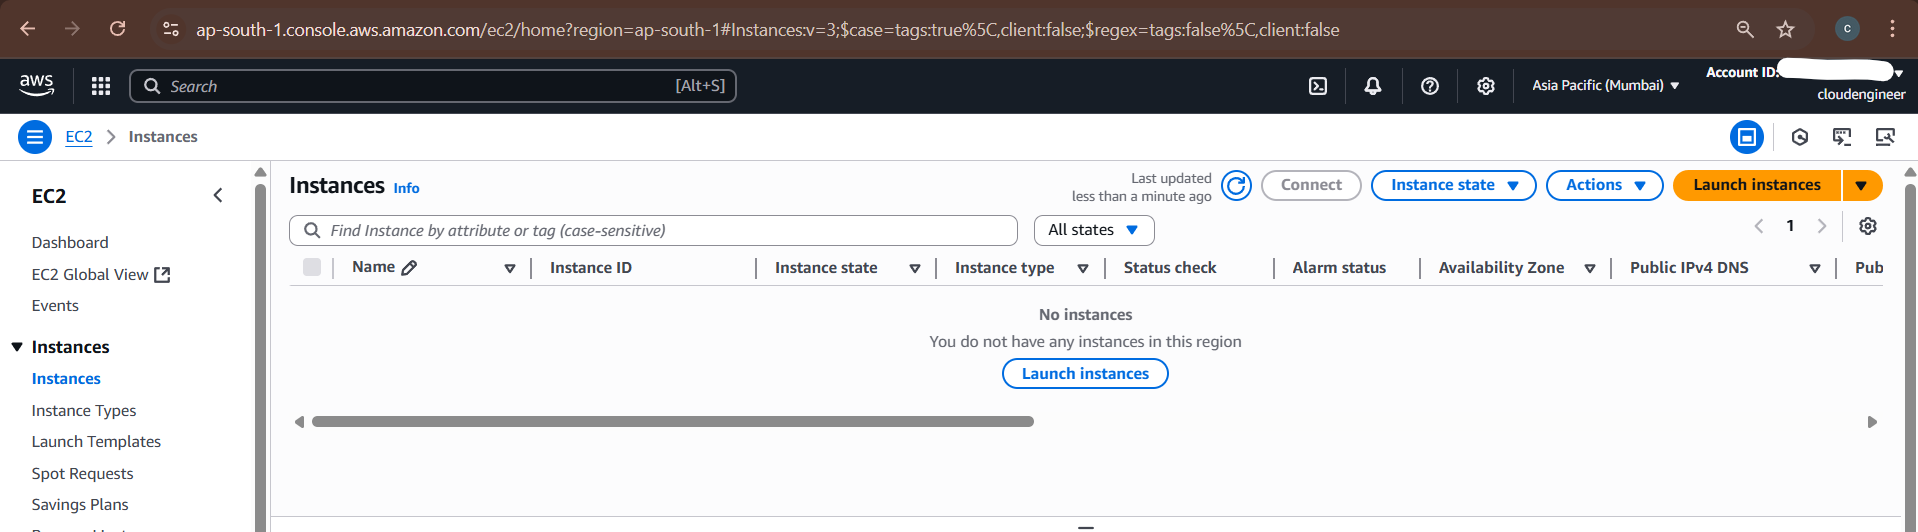 ap-south-1.console.aws.amazon.com/ec2/home?region=ap-south-1#Instances:v=3;$case=tags:true%5C,client:false;$regex=tags:false%5C,client:false
C
aws
Search [Alt+S]
Asia Pacific (Mumbai)
Account ID:
cloudengineer
EC2 Instances
EC2
Dashboard
EC2 Global View
Events
Instances
Instances
Instance Types
Launch Templates
Spot Requests
Savings Plans
Instances Info
Last updated
less than a minute ago
Connect Instance state Actions Launch instances
Find Instance by attribute or tag (case-sensitive) All states 1
Name Instance ID Instance state Instance type Status check Alarm status Availability Zone Public IPv4 DNS Pub
No instances
You do not have any instances in this region
Launch instances